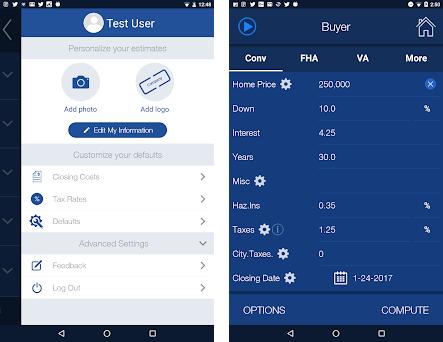 12:48
Test User
Personalize your estimates
Company
Add photo
Add logo
Edit My Information
Customize your defaults
Closing Costs
Tax Rates
Defaults
Advanced Settings
Feedback
Log Out
2:50
Buyer
Conv FHA VA More
Home Price 250,000
Down 10.0 %
Interest 4.25
Years 30.0
Misc
Haz.Ins 0.35 %
Taxes 1.25 %
City.Taxes. 0
Closing Date 1-24-2017
OPTIONS COMPUTE